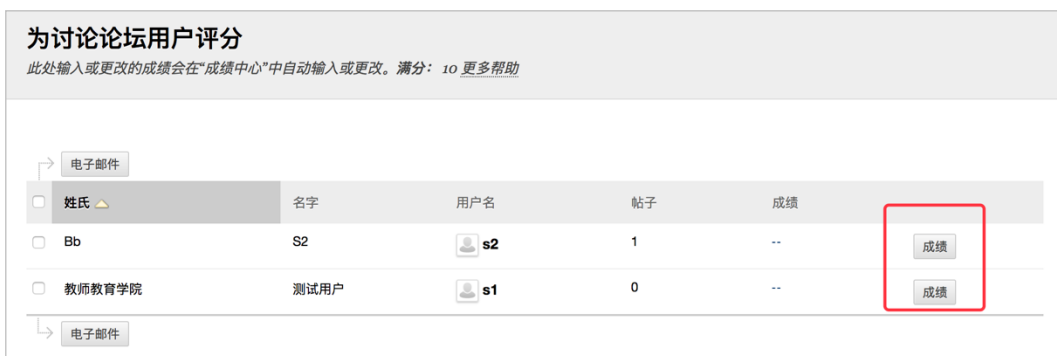 为讨论论坛用户评分
此处输入或更改的成绩会在“成绩中心”中自动输入或更改。满分： 10 更多帮助
电子邮件
姓氏 名字 用户名 帖子 成绩
Bb S2 s2 1 -- 成绩
教师教育学院 测试用户 s1 0 -- 成绩
电子邮件